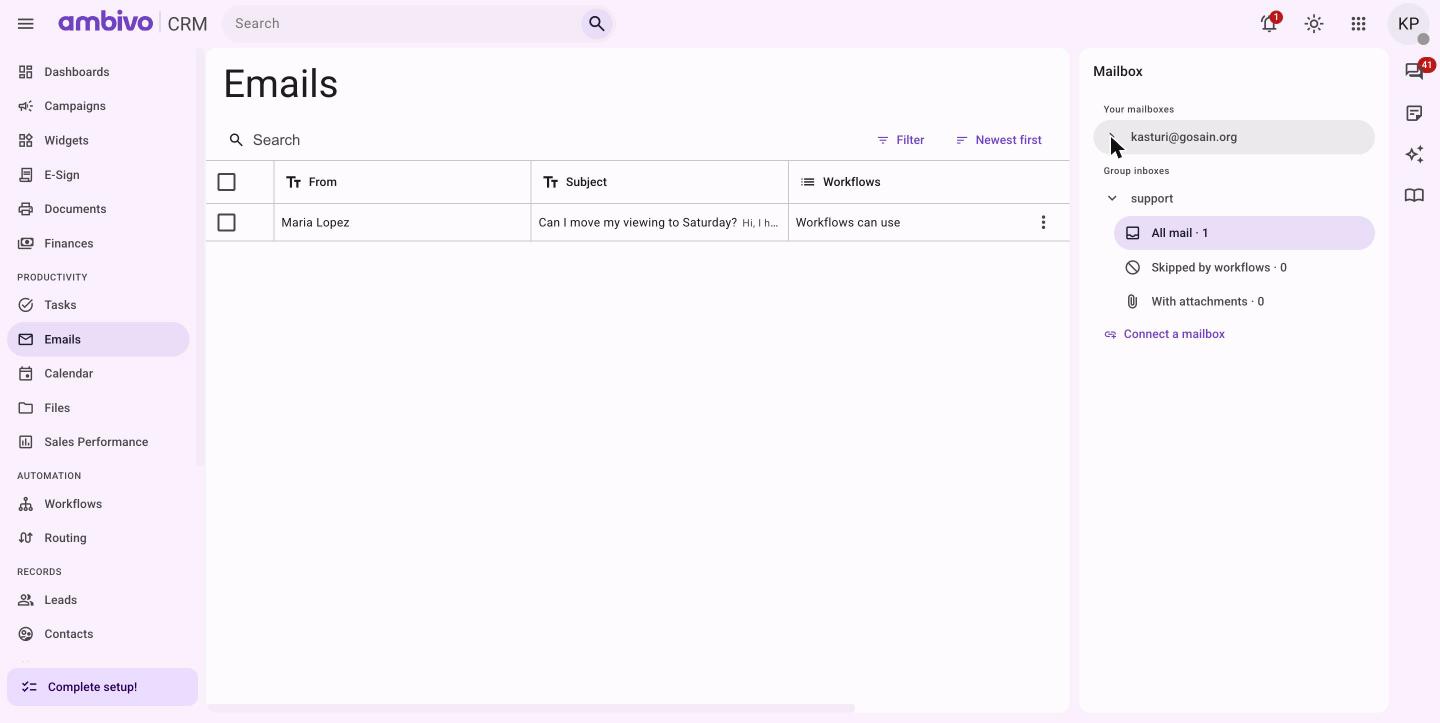 ambivo CRM
Search
1
KP
Dashboards
Campaigns
Widgets
E-Sign
Documents
Finances
PRODUCTIVITY
Tasks
Emails
Calendar
Files
Sales Performance
AUTOMATION
Workflows
Routing
RECORDS
Leads
Contacts
Complete setup!
Emails
Search
Filter
Newest first
From
Subject
Workflows
Maria Lopez
Can I move my viewing to Saturday? Hi, I h...
Workflows can use
Mailbox
Your mailboxes
kasturi@gosain.org
Group inboxes
support
All mail · 1
Skipped by workflows · 0
With attachments · 0
Connect a mailbox
41